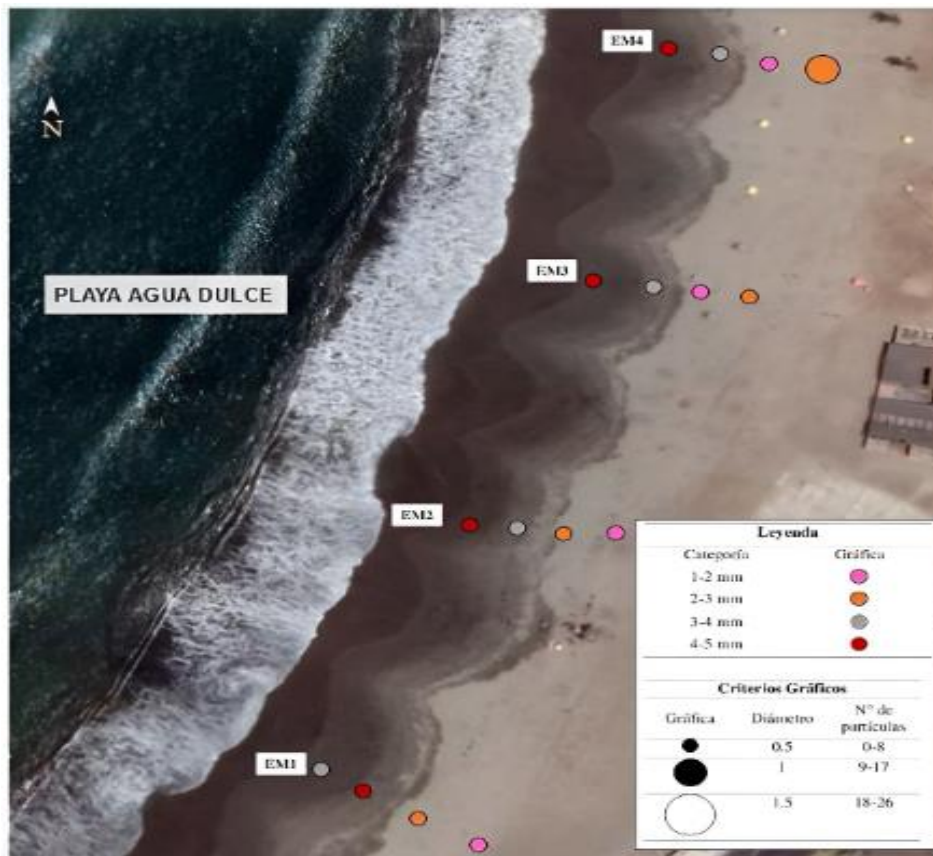 EM4
N
EM3
PLAYA AGUA DULCE
EM2
Leyenda
Categoría Gráfica
1-2 mm
2-3 mm
3-4 mm
4-5 mm
Criterios Gráficos
Gráfica Diámetro N° de partículas
0.5 0-8
1 9-17
1.5 18-26
EM1